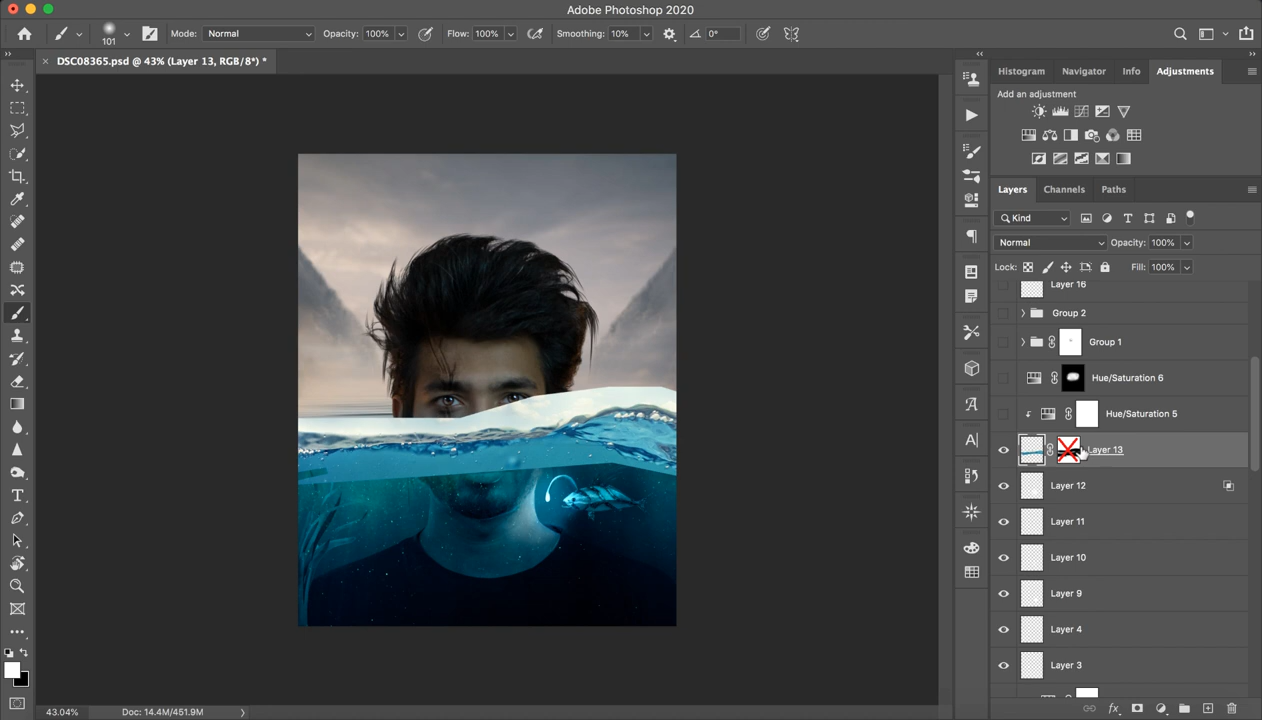 Adobe Photoshop 2020
101 Mode: Normal Opacity: 100% Flow: 100% Smoothing: 10% 0°
× DSC08365.psd @ 43% (Layer 13, RGB/8*) *
Histogram Navigator Info Adjustments
Add an adjustment
Layers Channels Paths
Kind
Normal Opacity: 100%
Lock: Fill: 100%
Layer 16
Group 2
Group 1
Hue/Saturation 6
Hue/Saturation 5
Layer 13
Layer 12
Layer 11
Layer 10
Layer 9
Layer 4
Layer 3
43.04% Doc: 14.4M/451.9M